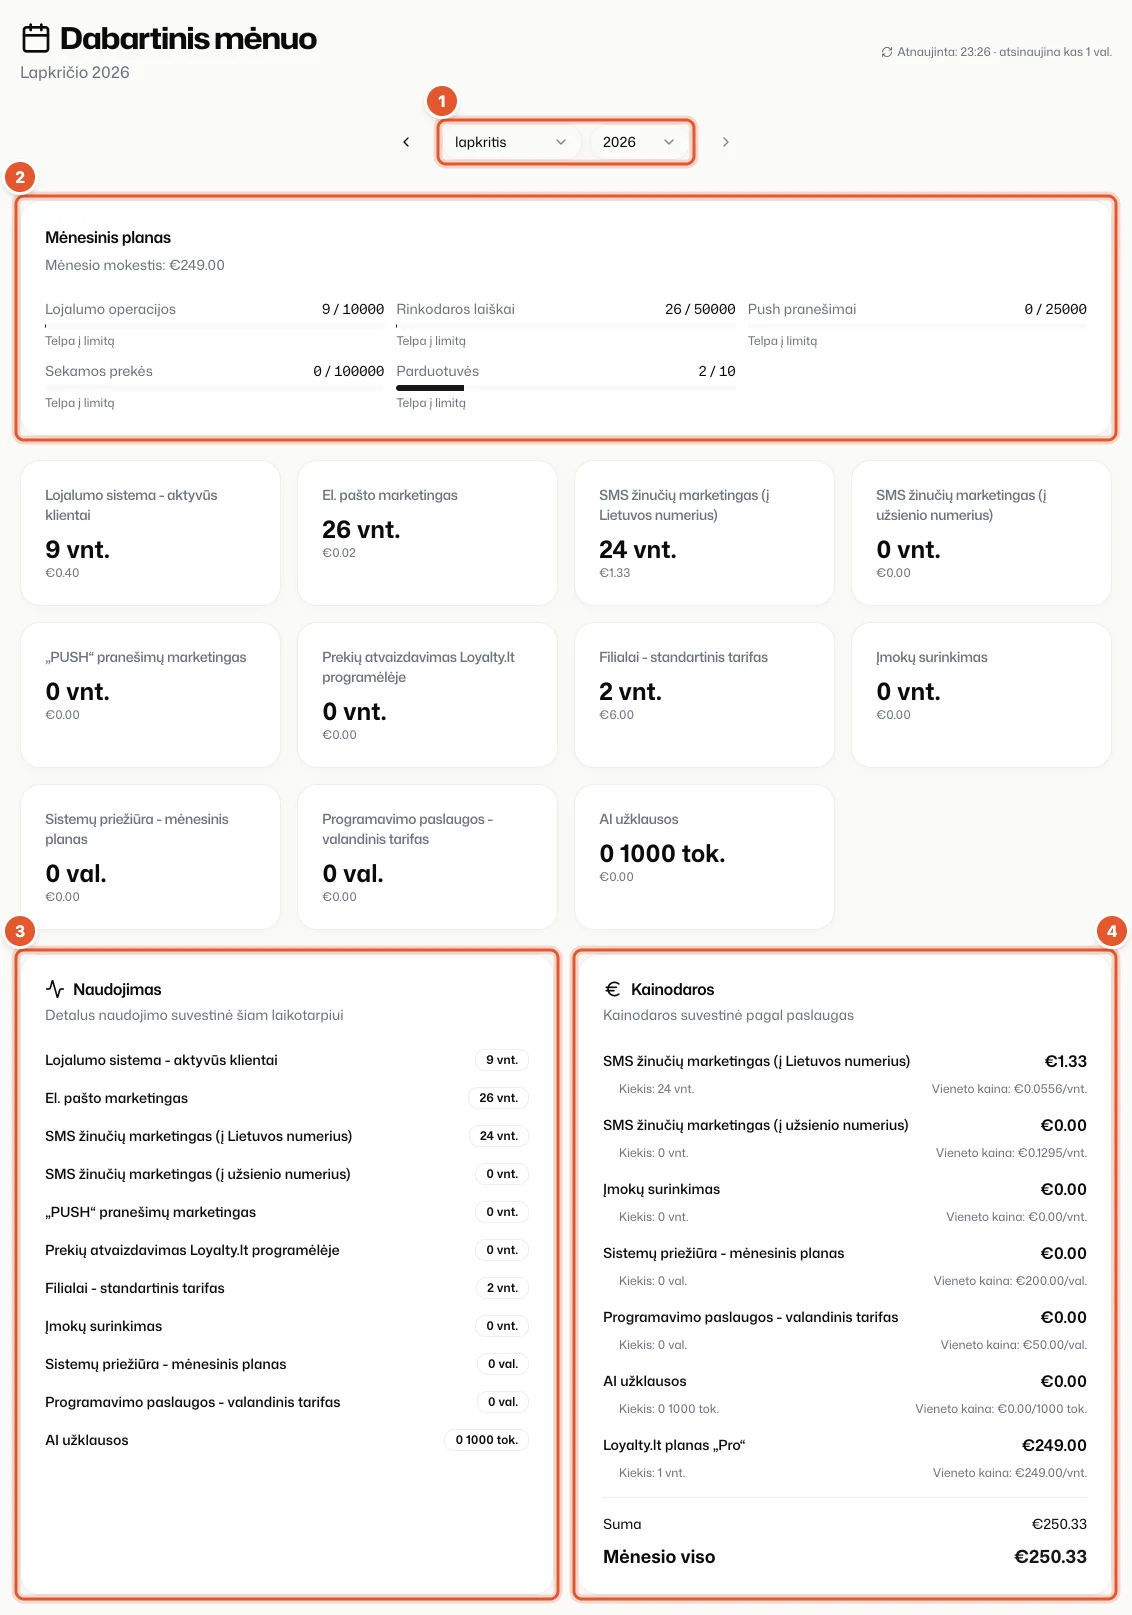 Dabartinis mėnuo
Lapkričio 2026
Atnaujinta: 23:26 · atsinaujina kas 1 val.
1
lapkritis
2026
2
Mėnesinis planas
Mėnesio mokestis: €249.00
Lojalumo operacijos 9 / 10000
Telpa į limitą
Rinkodaros laiškai 26 / 50000
Telpa į limitą
Push pranešimai 0 / 25000
Telpa į limitą
Sekamos prekės 0 / 100000
Telpa į limitą
Parduotuvės 2 / 10
Telpa į limitą
Lojalumo sistema - aktyvūs
klientai
9 vnt.
€0.40
El. pašto marketingas
26 vnt.
€0.02
SMS žinučių marketingas (į
Lietuvos numerius)
24 vnt.
€1.33
SMS žinučių marketingas (į
užsienio numerius)
0 vnt.
€0.00
„PUSH“ pranešimų marketingas
0 vnt.
€0.00
Prekių atvaizdavimas Loyalty.lt
programėlėje
0 vnt.
€0.00
Filialai - standartinis tarifas
2 vnt.
€6.00
Įmokų surinkimas
0 vnt.
€0.00
Sistemų priežiūra - mėnesinis
planas
0 val.
€0.00
Programavimo paslaugos -
valandinis tarifas
0 val.
€0.00
AI užklausos
0 1000 tok.
€0.00
3
Naudojimas
Detalus naudojimo suvestinė šiam laikotarpiui
Lojalumo sistema - aktyvūs klientai 9 vnt.
El. pašto marketingas 26 vnt.
SMS žinučių marketingas (į Lietuvos numerius) 24 vnt.
SMS žinučių marketingas (į užsienio numerius) 0 vnt.
„PUSH“ pranešimų marketingas 0 vnt.
Prekių atvaizdavimas Loyalty.lt programėlėje 0 vnt.
Filialai - standartinis tarifas 2 vnt.
Įmokų surinkimas 0 vnt.
Sistemų priežiūra - mėnesinis planas 0 val.
Programavimo paslaugos - valandinis tarifas 0 val.
AI užklausos 0 1000 tok.
4
€ Kainodaros
Kainodaros suvestinė pagal paslaugas
SMS žinučių marketingas (į Lietuvos numerius) €1.33
Kiekis: 24 vnt. Vieneto kaina: €0.0556/vnt.
SMS žinučių marketingas (į užsienio numerius) €0.00
Kiekis: 0 vnt. Vieneto kaina: €0.1295/vnt.
Įmokų surinkimas €0.00
Kiekis: 0 vnt. Vieneto kaina: €0.00/vnt.
Sistemų priežiūra - mėnesinis planas €0.00
Kiekis: 0 val. Vieneto kaina: €200.00/val.
Programavimo paslaugos - valandinis tarifas €0.00
Kiekis: 0 val. Vieneto kaina: €50.00/val.
AI užklausos €0.00
Kiekis: 0 1000 tok. Vieneto kaina: €0.00/1000 tok.
Loyalty.lt planas „Pro“ €249.00
Kiekis: 1 vnt. Vieneto kaina: €249.00/vnt.
Suma €250.33
Mėnesio viso €250.33